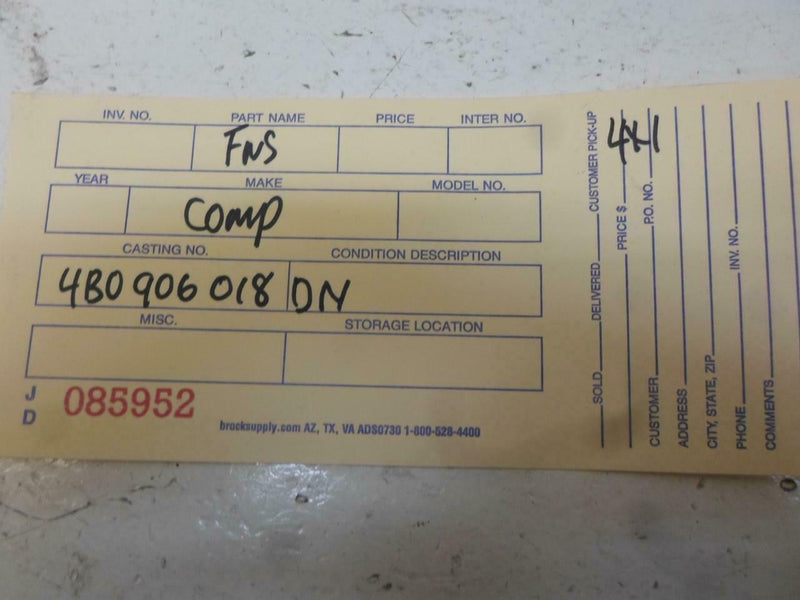 INV. NO. PART NAME PRICE INTER NO.
FNS
YEAR MAKE MODEL NO.
COMP
CASTING NO. CONDITION DESCRIPTION
4B0 906 018 DN
MISC. STORAGE LOCATION
J D 085952
brocksupply.com AZ, TX, VA ADS0730 1-800-528-4400
SOLD DELIVERED CUSTOMER PICK-UP
PRICE $
CUSTOMER P.O. NO.
ADDRESS
CITY, STATE, ZIP
PHONE INV. NO.
COMMENTS